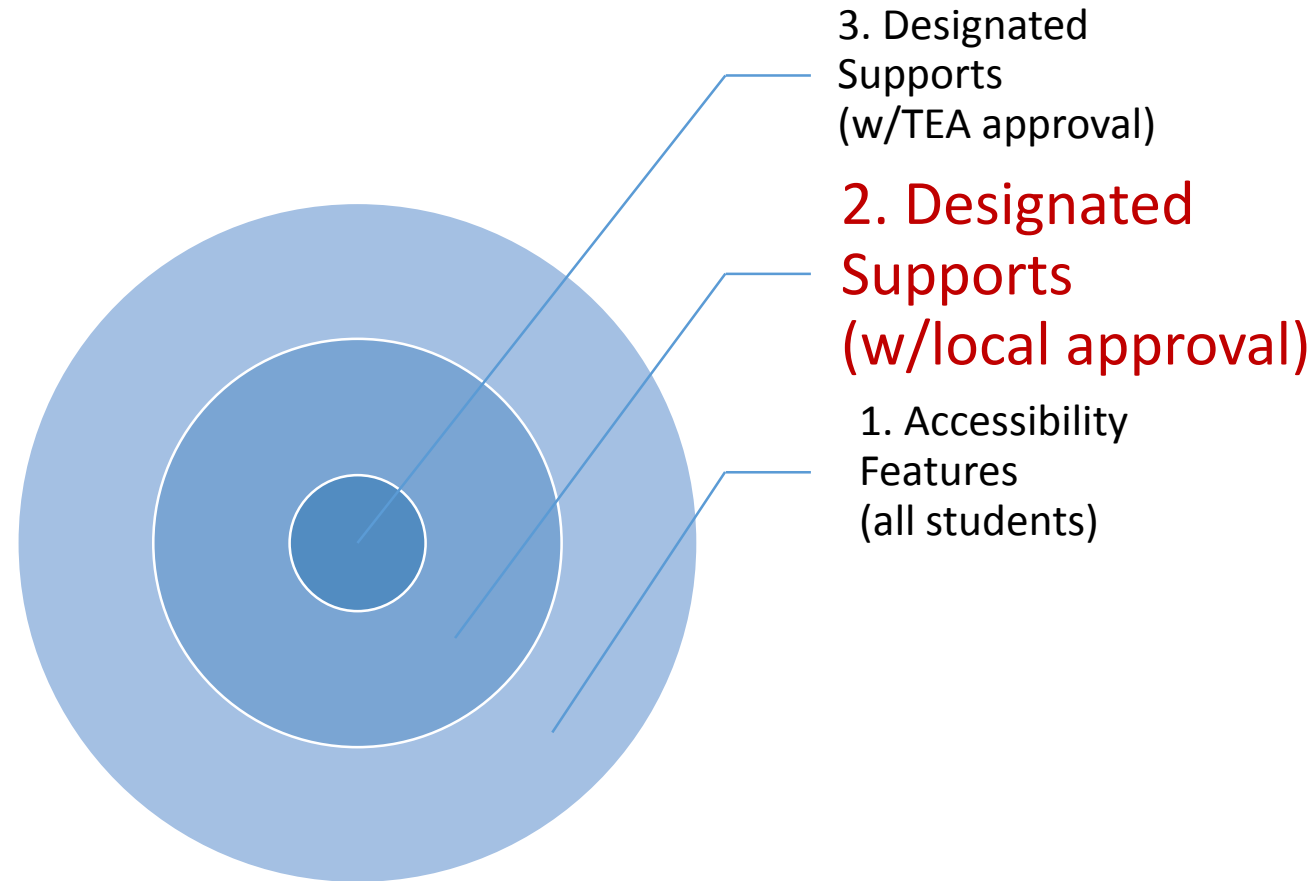 3. Designated
Supports
(w/TEA approval)
2. Designated
Supports
(w/local approval)
1. Accessibility
Features
(all students)